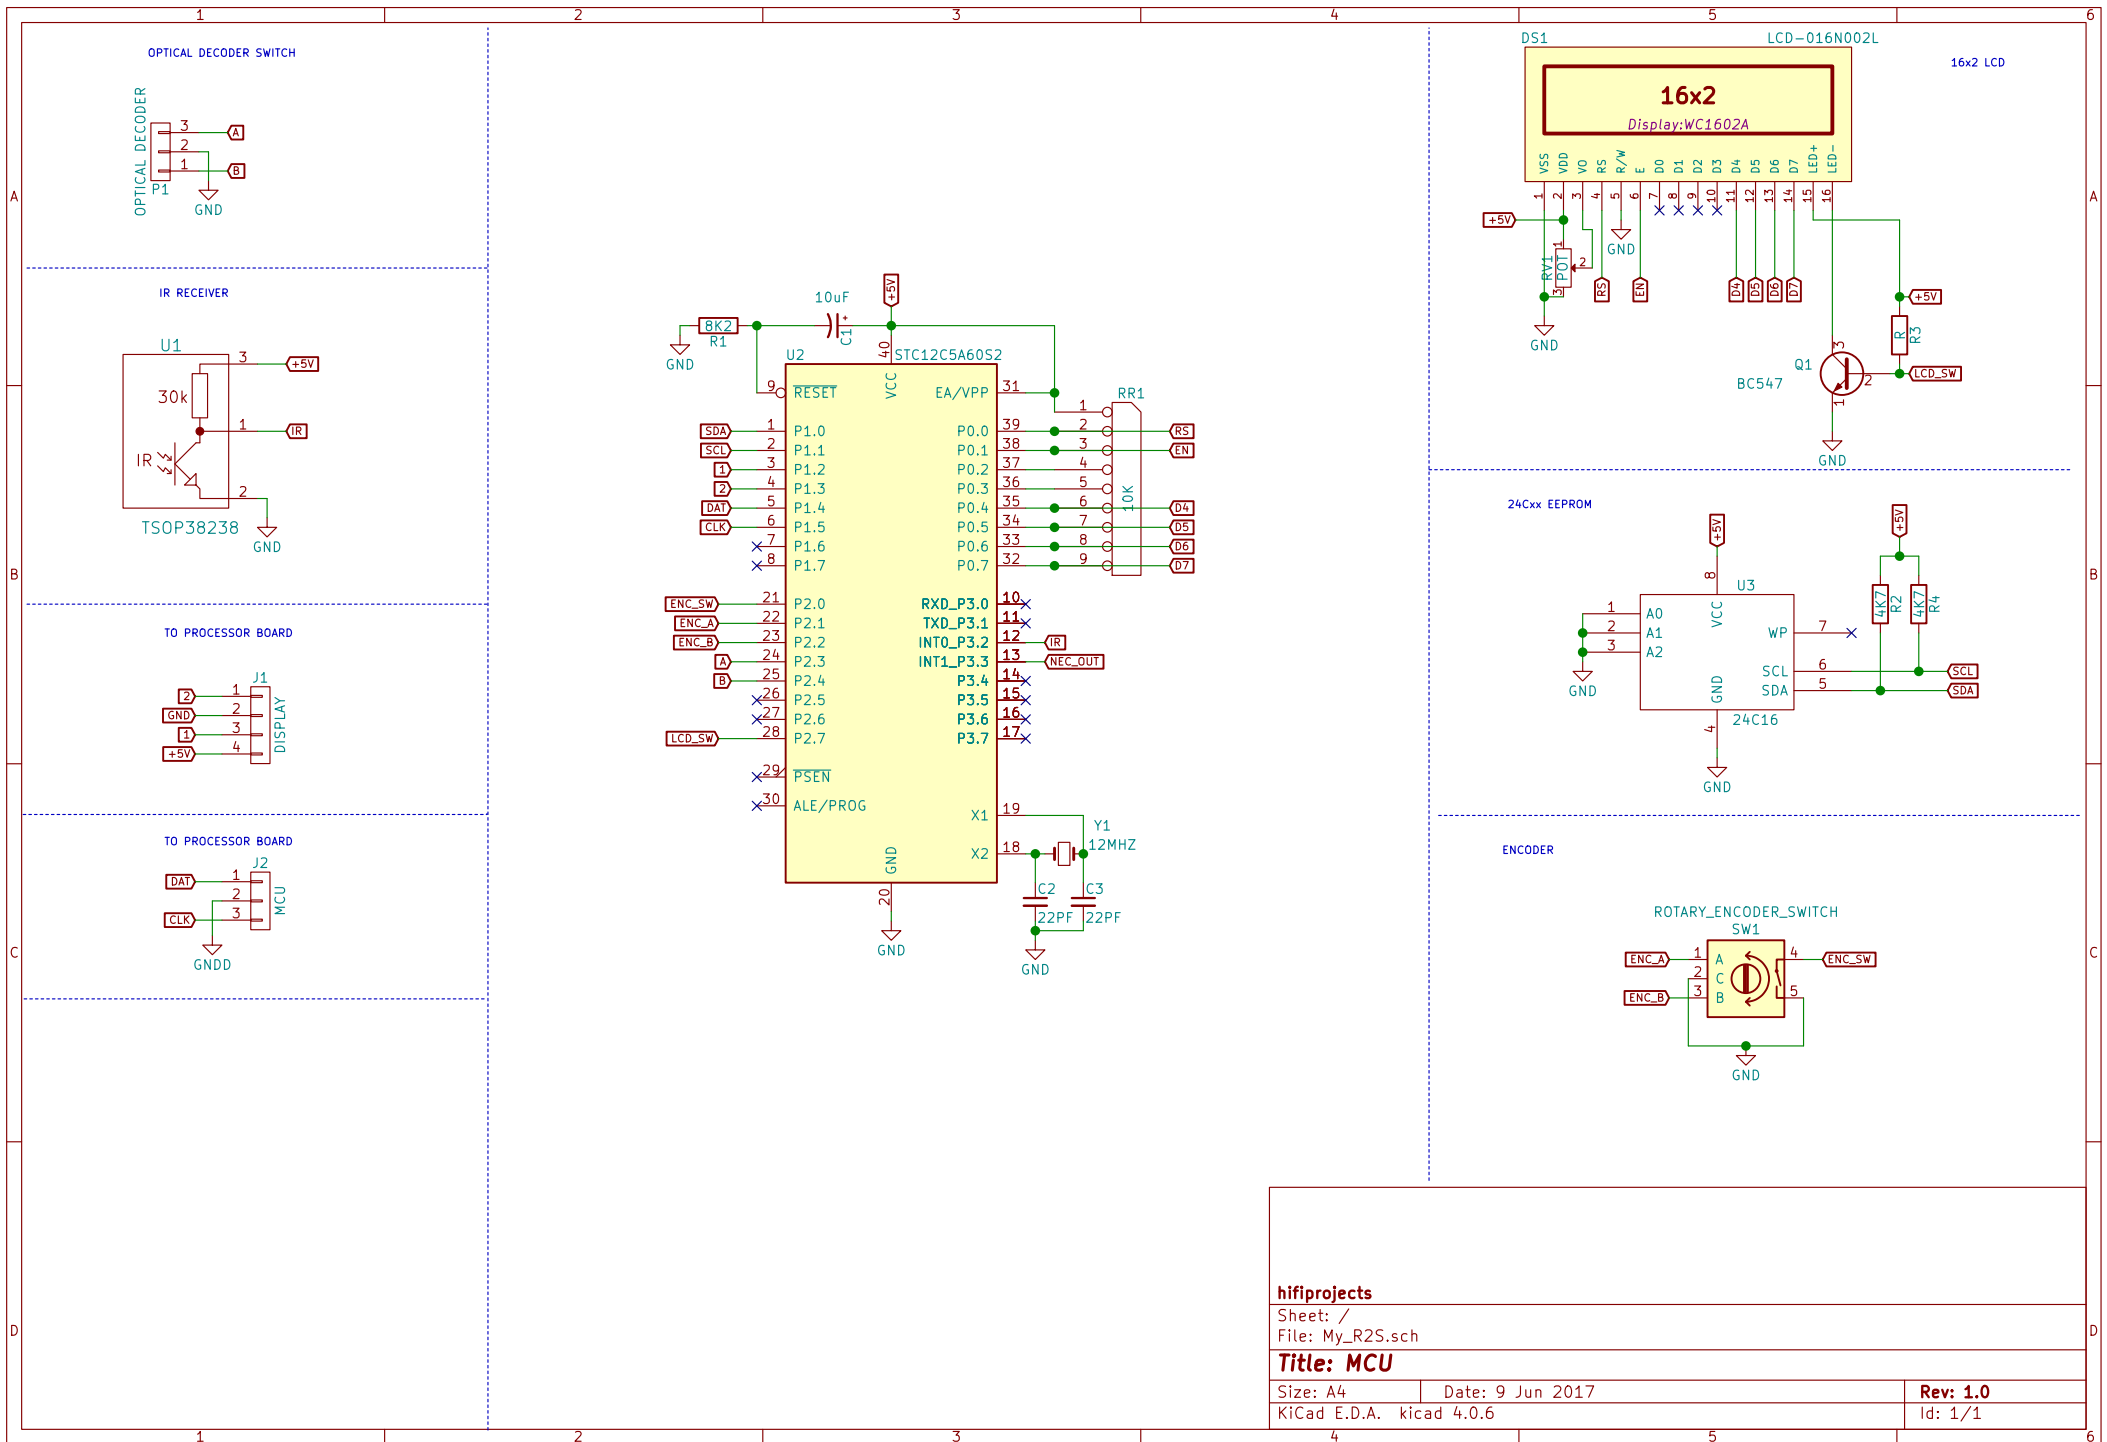 1 2 3 4 5 6
A
B
C
D
OPTICAL DECODER SWITCH
OPTICAL DECODER
3 A
2
1 B
P1
GND
IR RECEIVER
U1
3 +5V
30k
1 IR
IR
2
TSOP38238
GND
TO PROCESSOR BOARD
J1
2 1
GND 2
1 3
+5V 4
DISPLAY
TO PROCESSOR BOARD
J2
DAT 1
2
CLK 3
MCU
GNDD
+5V
10uF
C1
8K2
R1
GND
U2
40
STC12C5A60S2
VCC
9 RESET
EA/VPP 31
SDA 1 P1.0
SCL 2 P1.1
1 3 P1.2
2 4 P1.3
DAT 5 P1.4
CLK 6 P1.5
7 P1.6
8 P1.7
ENC_SW 21 P2.0
ENC_A 22 P2.1
ENC_B 23 P2.2
A 24 P2.3
B 25 P2.4
26 P2.5
27 P2.6
LCD_SW 28 P2.7
29 PSEN
30 ALE/PROG
RR1
10K
1
P0.0 39 2 RS
P0.1 38 3 EN
P0.2 37 4
P0.3 36 5
P0.4 35 6 D4
P0.5 34 7 D5
P0.6 33 8 D6
P0.7 32 9 D7
RXD_P3.0 10
TXD_P3.1 11
INT0_P3.2 12 IR
INT1_P3.3 13 NEC_OUT
P3.4 14
P3.5 15
P3.6 16
P3.7 17
X1 19
X2 18
Y1
12MHZ
C2
22PF
C3
22PF
GND
GND
20
GND
DS1
LCD-016N002L
16x2 LCD
16x2
Display:WC1602A
VSS VDD VO RS R/W E D0 D1 D2 D3 D4 D5 D6 D7 LED+ LED-
1 2 3 4 5 6 7 8 9 10 11 12 13 14 15 16
+5V
GND
RV1
POT
1
2
3
RS EN D4 D5 D6 D7
GND
+5V
R
R3
LCD_SW
Q1
BC547
3
2
1
GND
24Cxx EEPROM
+5V
+5V
8
U3
VCC
1 A0
2 A1
3 A2
WP 7
SCL 6 SCL
SDA 5 SDA
4K7
R2
4K7
R4
GND
24C16
4
GND
GND
ENCODER
ROTARY_ENCODER_SWITCH
SW1
ENC_A 1 A
2 C
ENC_B 3 B
4 ENC_SW
5
GND
hifiprojects
Sheet: /
File: My_R2S.sch
Title: MCU
Size: A4 Date: 9 Jun 2017 Rev: 1.0
KiCad E.D.A. kicad 4.0.6 Id: 1/1
A
B
C
D
1 2 3 4 5 6